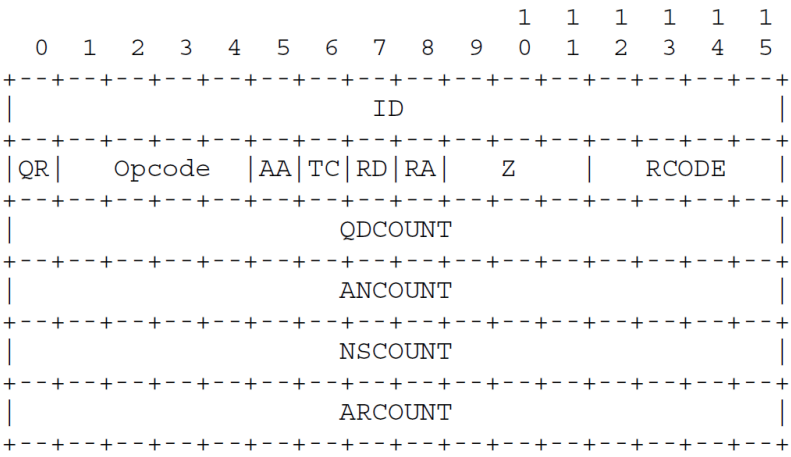 1  1  1  1  1  1
  0  1  2  3  4  5  6  7  8  9  0  1  2  3  4  5
+--+--+--+--+--+--+--+--+--+--+--+--+--+--+--+--+
|                      ID                       |
+--+--+--+--+--+--+--+--+--+--+--+--+--+--+--+--+
|QR|   Opcode  |AA|TC|RD|RA|   Z    |   RCODE   |
+--+--+--+--+--+--+--+--+--+--+--+--+--+--+--+--+
|                    QDCOUNT                    |
+--+--+--+--+--+--+--+--+--+--+--+--+--+--+--+--+
|                    ANCOUNT                    |
+--+--+--+--+--+--+--+--+--+--+--+--+--+--+--+--+
|                    NSCOUNT                    |
+--+--+--+--+--+--+--+--+--+--+--+--+--+--+--+--+
|                    ARCOUNT                    |
+--+--+--+--+--+--+--+--+--+--+--+--+--+--+--+--+